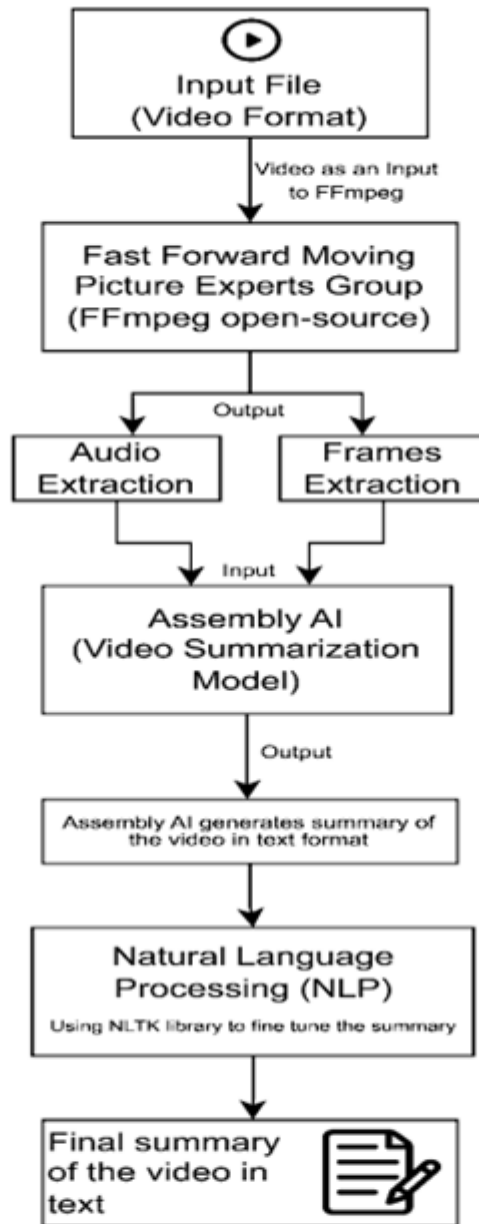 Input File
(Video Format)
Video as an Input
to FFmpeg
Fast Forward Moving
Picture Experts Group
(FFmpeg open-source)
Output
Audio
Extraction
Frames
Extraction
Input
Assembly AI
(Video Summarization
Model)
Output
Assembly AI generates summary of
the video in text format
Natural Language
Processing (NLP)
Using NLTK library to fine tune the summary
Final summary
of the video in
text